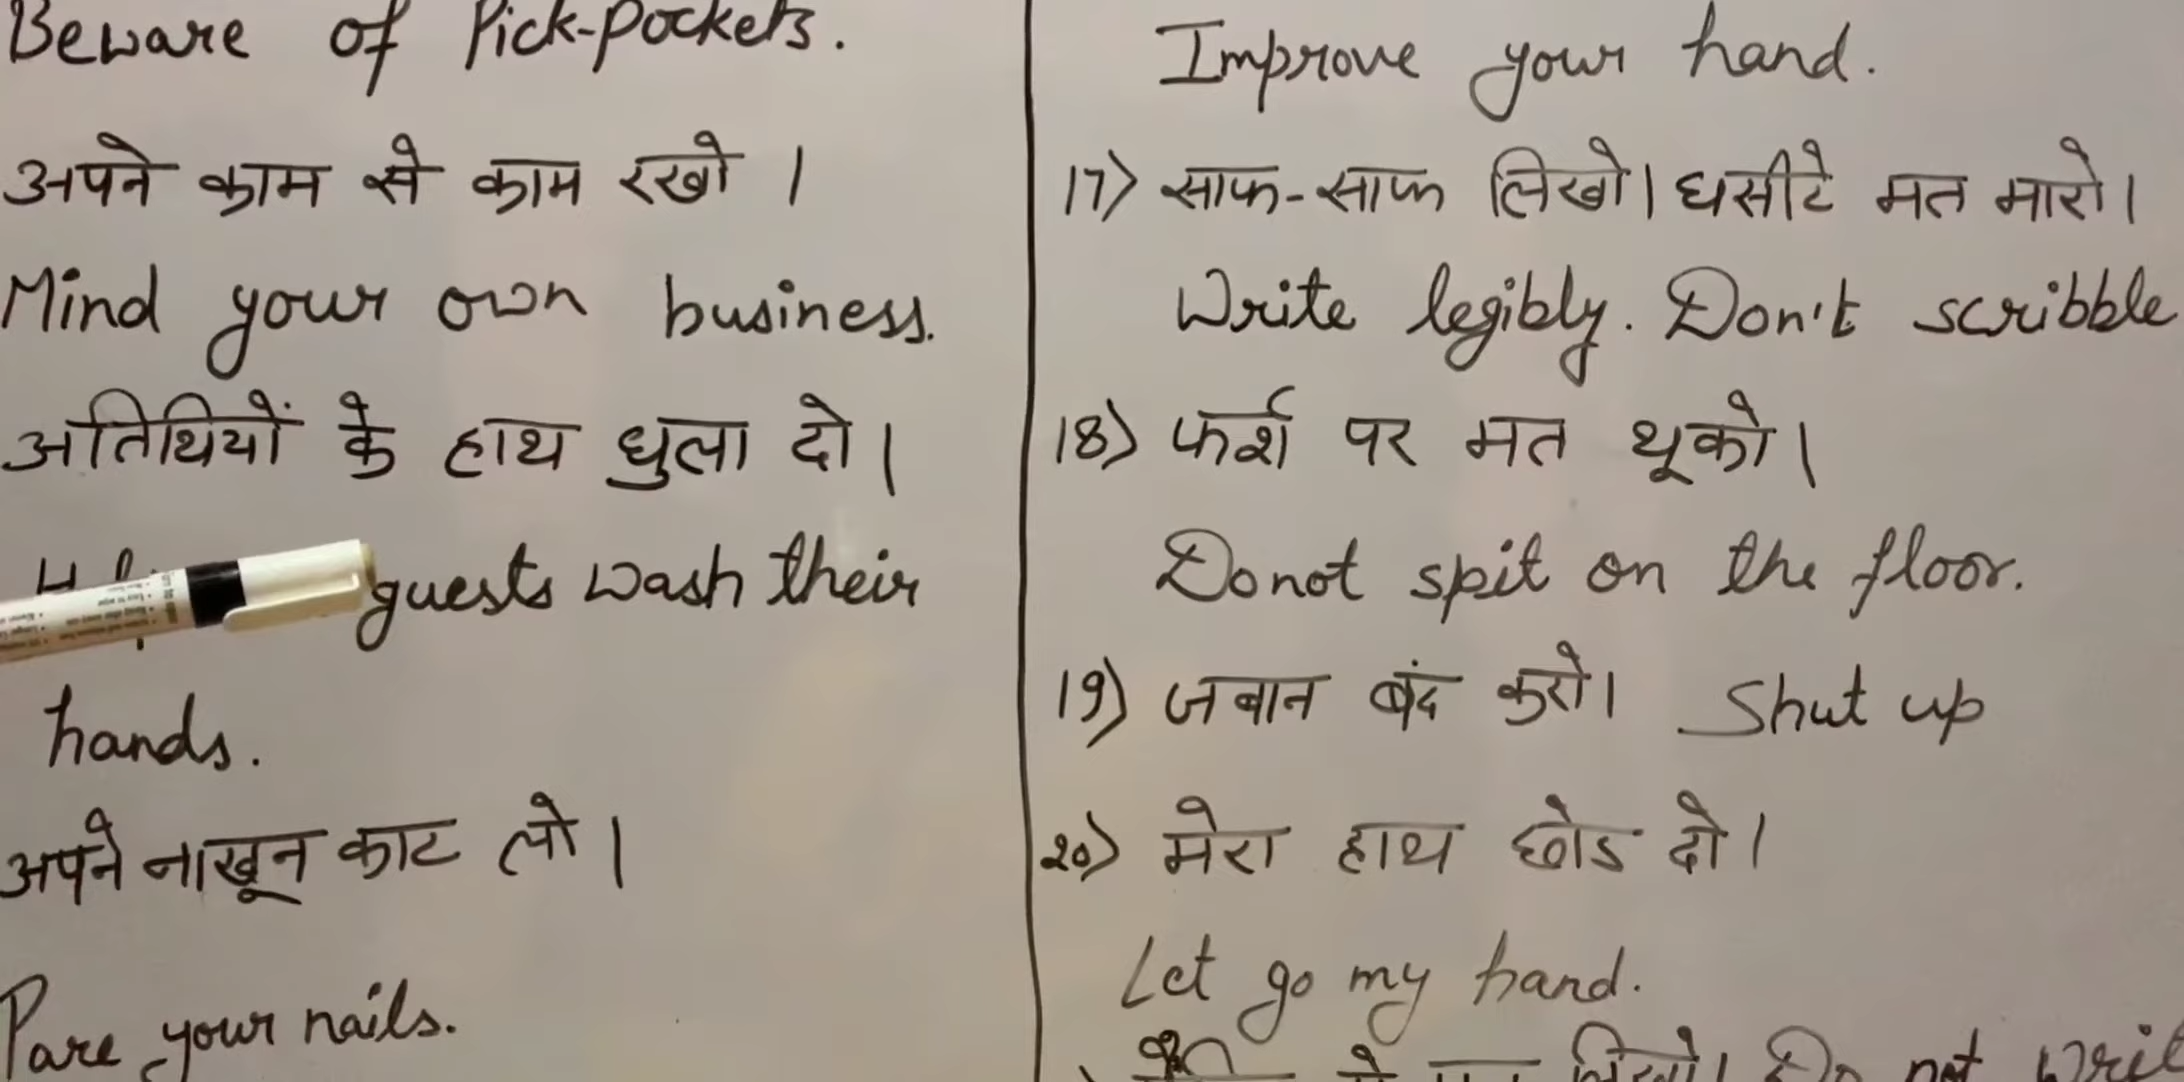 Beware of Pick-pockets.
अपने काम से काम रखो।
Mind your own business.
अतिथियों के हाथ धुला दो।
guests wash their
hands.
अपने नाखून काट लो।
Pare your nails.
Improve your hand.
17) साफ-साफ लिखो। घसीटे मत मारो।
Write legibly. Don't scribble
18) फर्श पर मत थूको।
Donot spit on the floor.
19) जबान बंद करो। Shut up
20) मेरा हाथ छोड दो।
Let go my hand.
Do not